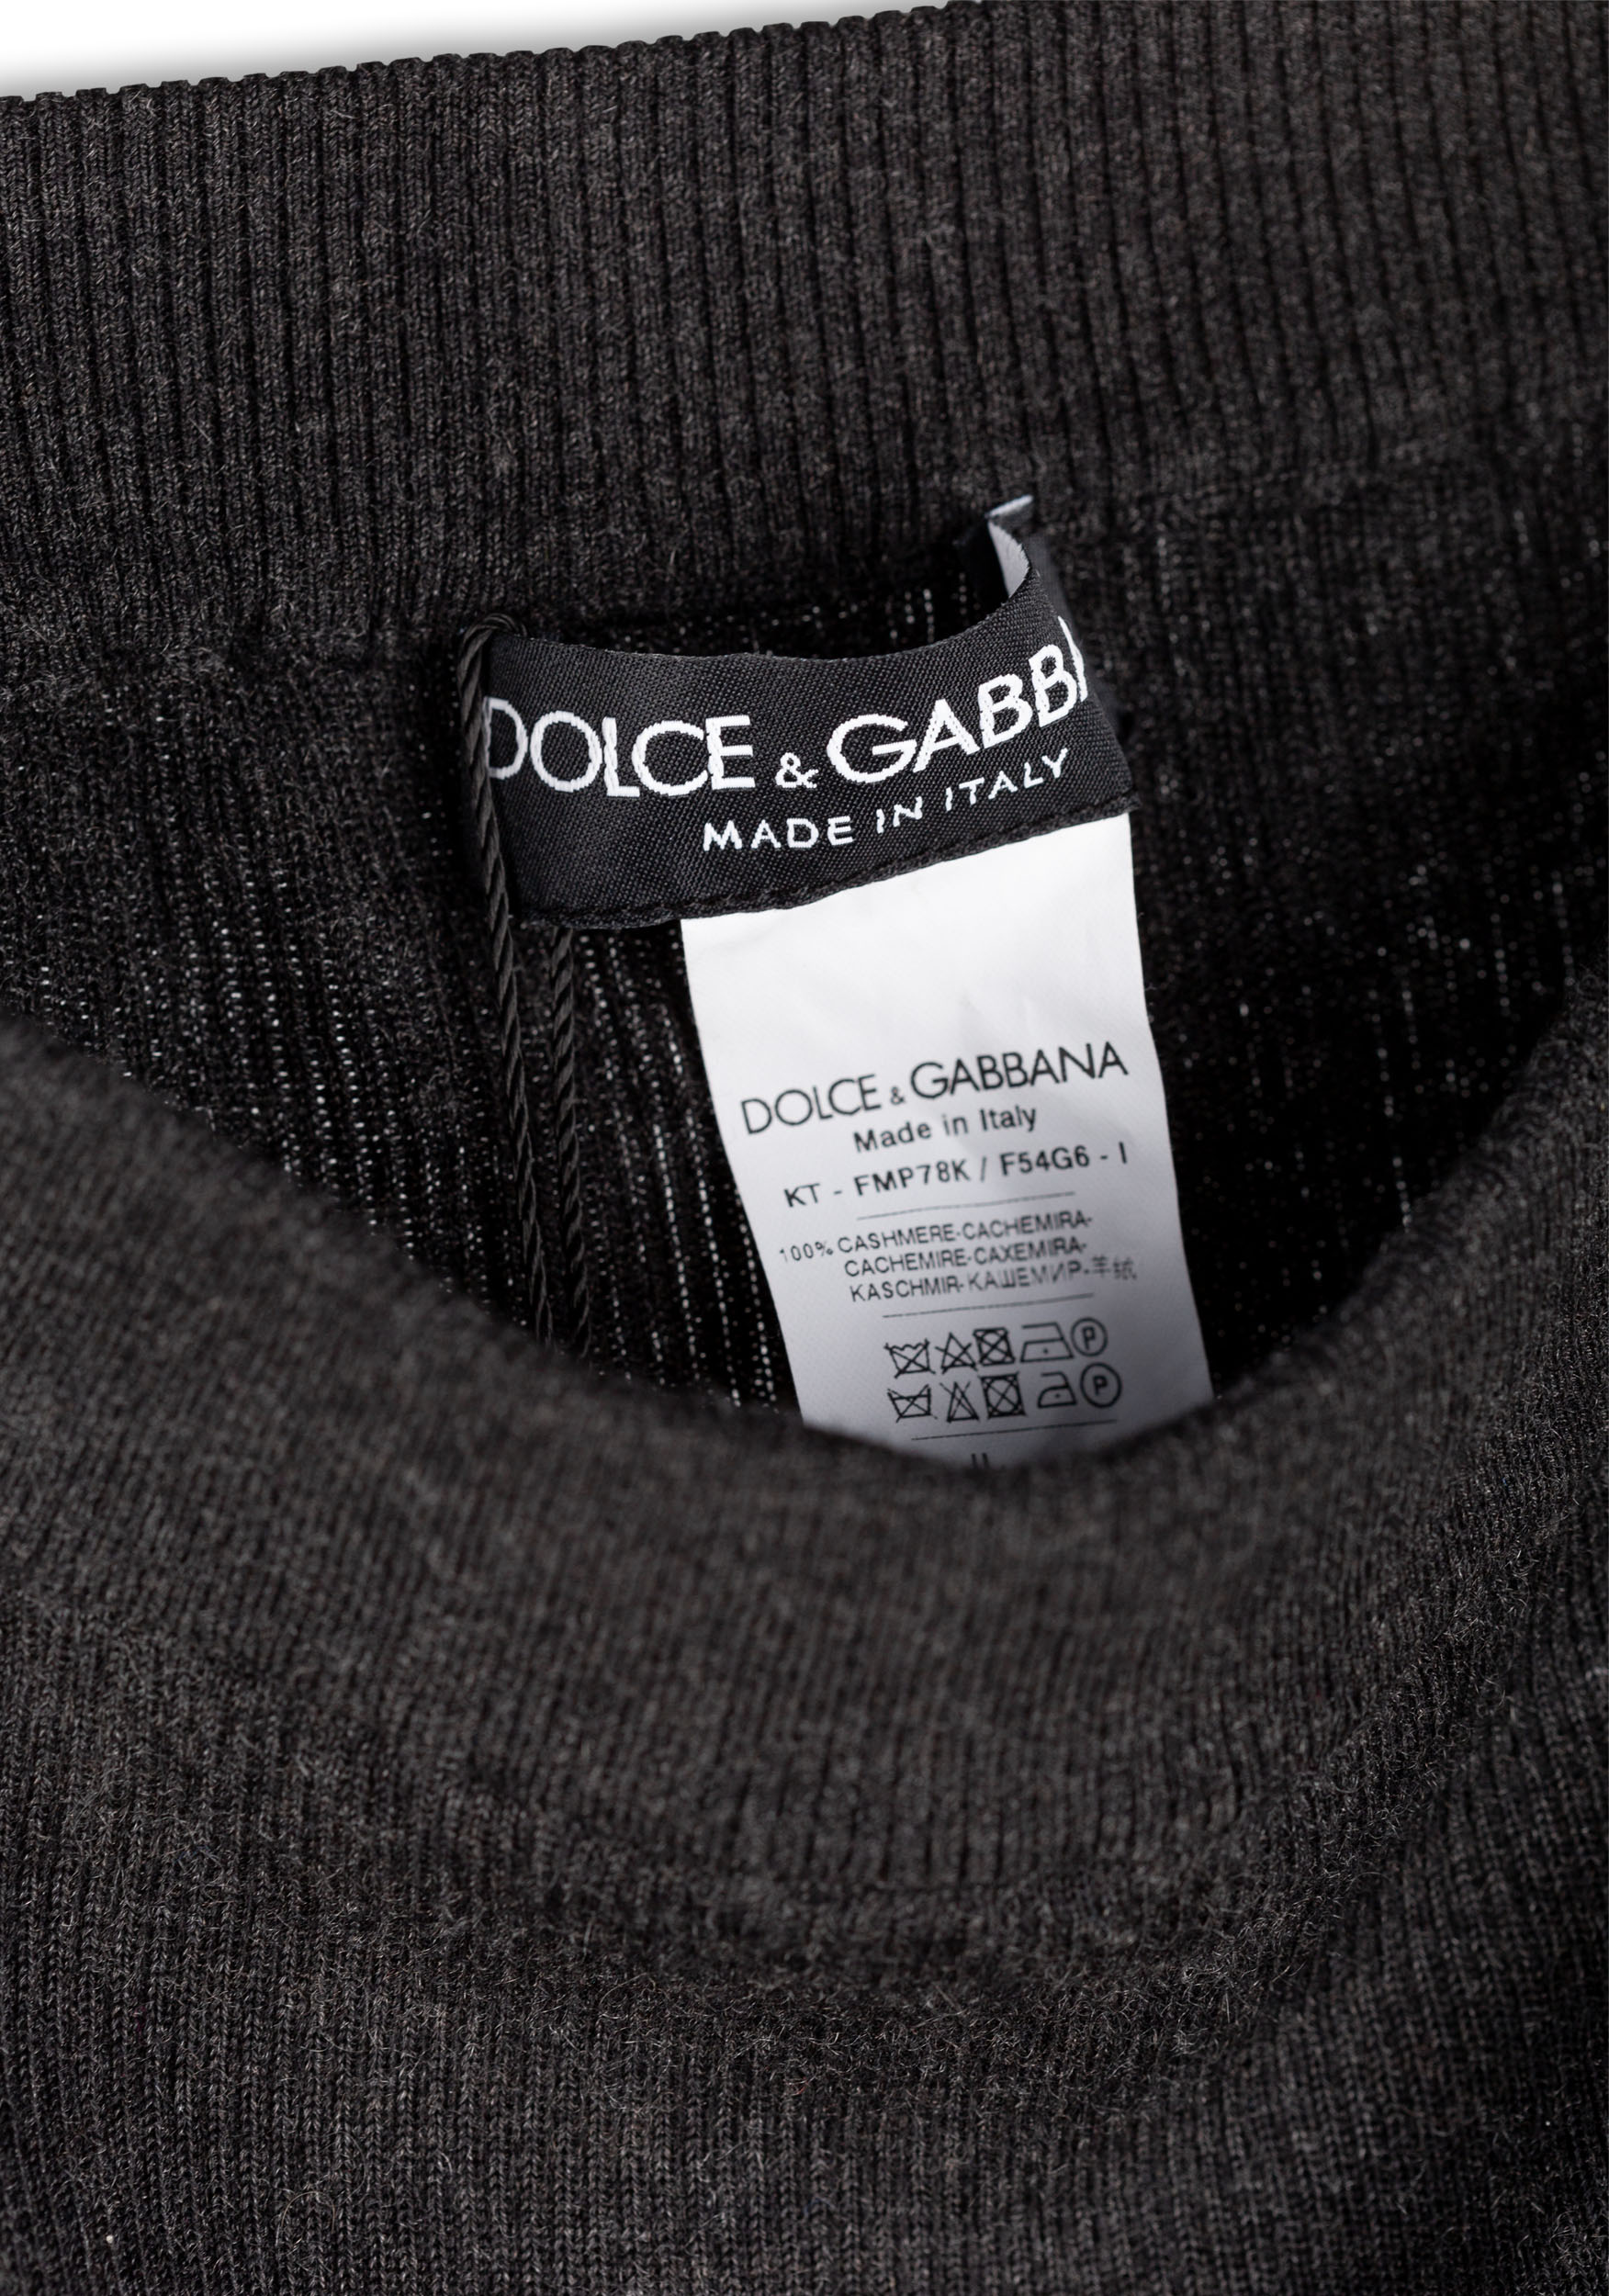 DOLCE & GABBA
MADE IN ITALY
DOLCE & GABBANA
Made in Italy
KT - FMP78K / F54G6 - I
100% CASHMERE-CACHEMIRA-
CACHEMIRE-CAXEMIRA-
KASCHMIR-КАШЕМИР-羊絨
P
P